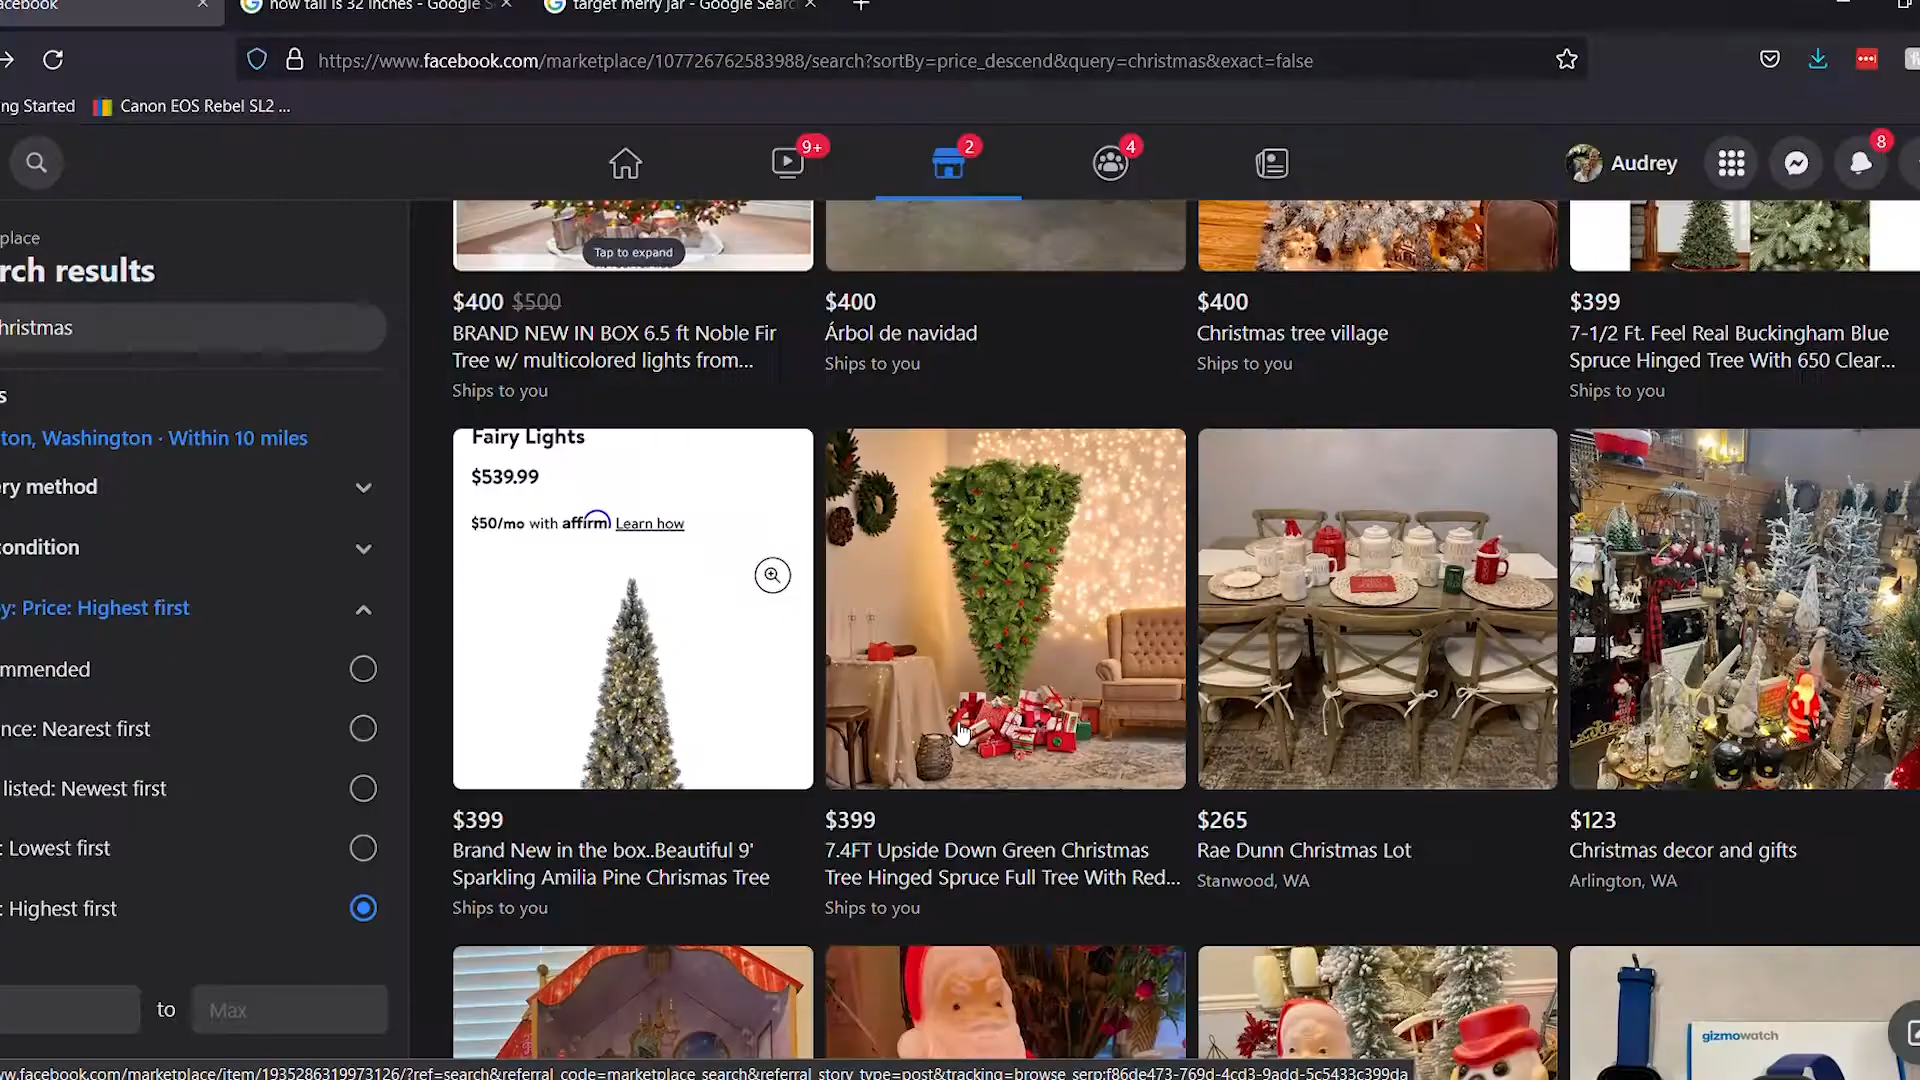 acebook
how tall is 32 inches - Google S
target merry jar - Google Searc
https://www.facebook.com/marketplace/107726762583988/search?sortBy=price_descend&query=christmas&exact=false
ng Started
Canon EOS Rebel SL2 ...
9+
2
4
Audrey
8
place
rch results
hristmas
s
ton, Washington · Within 10 miles
ry method
condition
y: Price: Highest first
mmended
nce: Nearest first
listed: Newest first
: Lowest first
: Highest first
to
Max
Tap to expand
$400 $500
BRAND NEW IN BOX 6.5 ft Noble Fir
Tree w/ multicolored lights from...
Ships to you
$400
Árbol de navidad
Ships to you
$400
Christmas tree village
Ships to you
$399
7-1/2 Ft. Feel Real Buckingham Blue
Spruce Hinged Tree With 650 Clear...
Ships to you
Fairy Lights
$539.99
$50/mo with affirm Learn how
$399
Brand New in the box..Beautiful 9'
Sparkling Amilia Pine Chrismas Tree
Ships to you
$399
7.4FT Upside Down Green Christmas
Tree Hinged Spruce Full Tree With Red...
Ships to you
$265
Rae Dunn Christmas Lot
Stanwood, WA
$123
Christmas decor and gifts
Arlington, WA
gizmowatch
w.facebook.com/marketplace/item/1935286319973126/?ref=search&referral_code=marketplace_search&referral_story_type=post&tracking=browse_serp:f86de473-769d-4cd3-9add-5c5433c399da